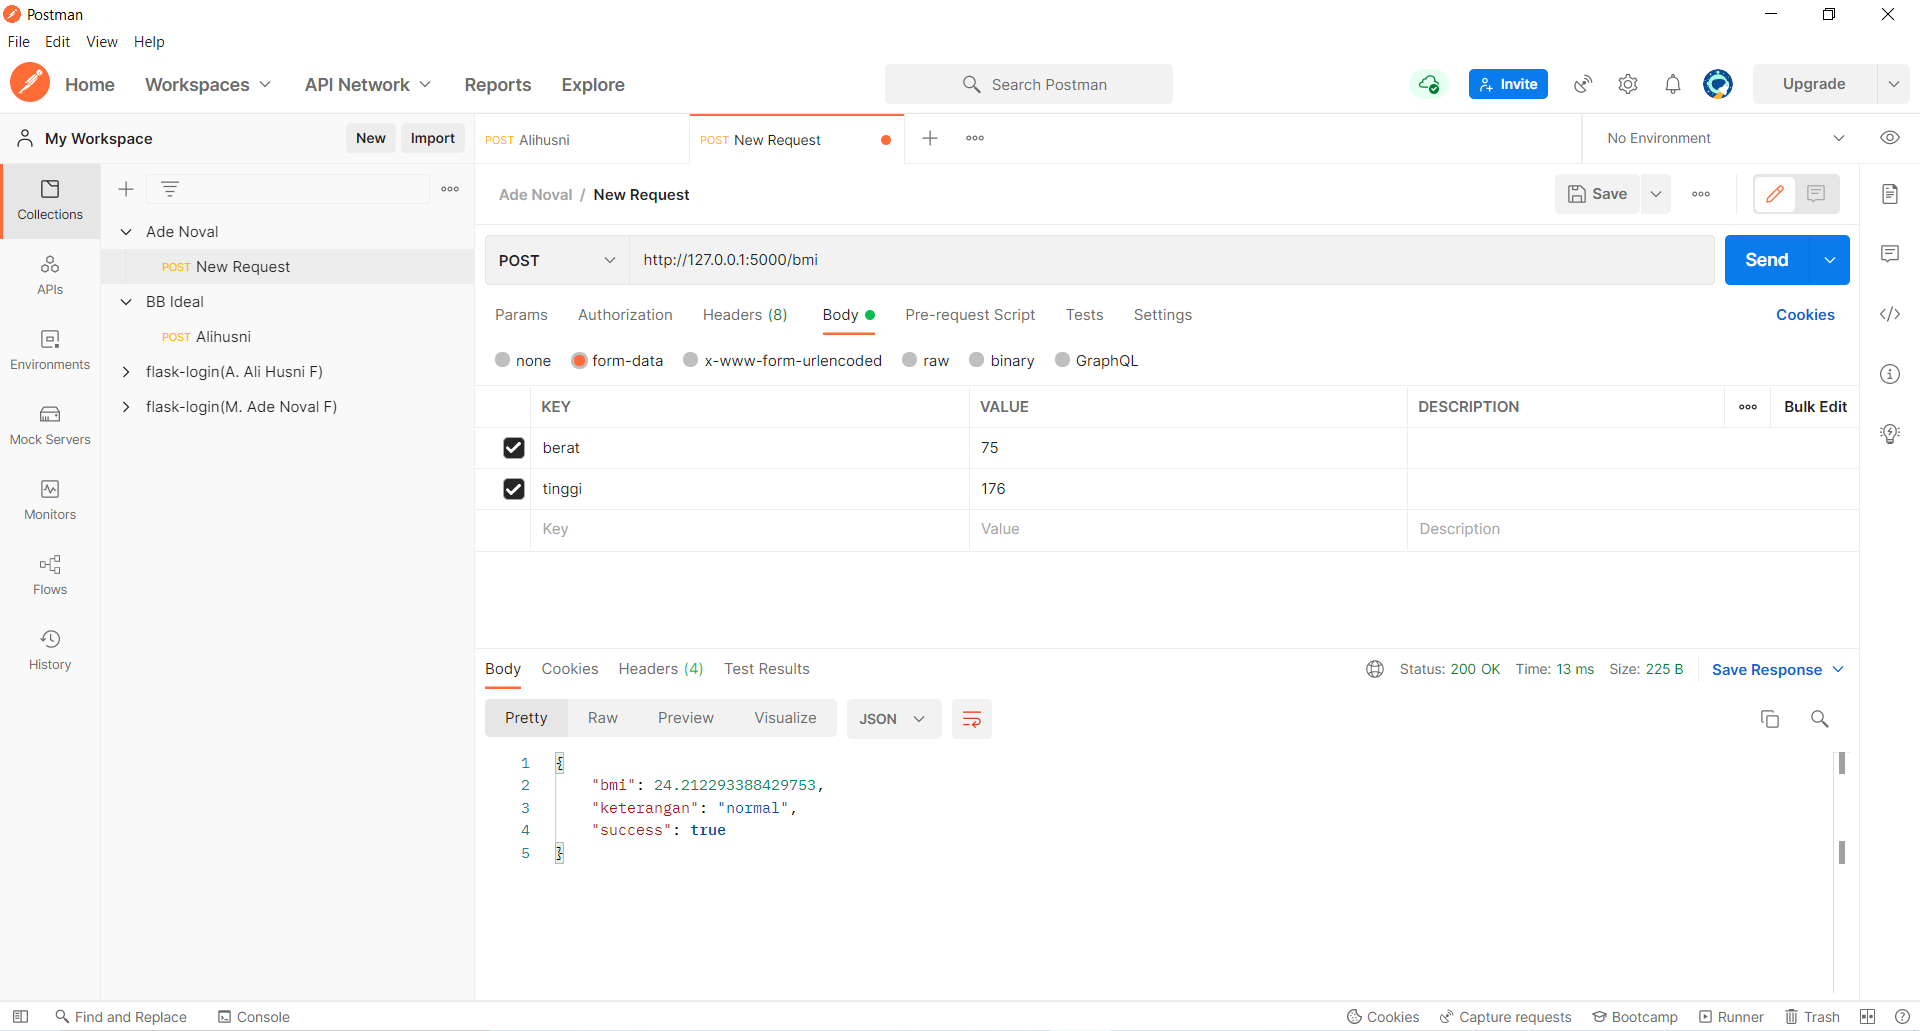 Postman
File Edit View Help
Home Workspaces API Network Reports Explore Search Postman Invite Upgrade
My Workspace New Import POST Alihusni POST New Request No Environment
Ade Noval / New Request Save
Collections
Ade Noval
POST New Request
BB Ideal
POST Alihusni
flask-login(A. Ali Husni F)
flask-login(M. Ade Noval F)
APIs
Environments
Mock Servers
Monitors
Flows
History
POST http://127.0.0.1:5000/bmi Send
Params Authorization Headers (8) Body Pre-request Script Tests Settings Cookies
none form-data x-www-form-urlencoded raw binary GraphQL
KEY VALUE DESCRIPTION Bulk Edit
berat 75
tinggi 176
Key Value Description
Body Cookies Headers (4) Test Results Status: 200 OK Time: 13 ms Size: 225 B Save Response
Pretty Raw Preview Visualize JSON
1 {
2 "bmi": 24.212293388429753,
3 "keterangan": "normal",
4 "success": true
5 }
Find and Replace Console Cookies Capture requests Bootcamp Runner Trash